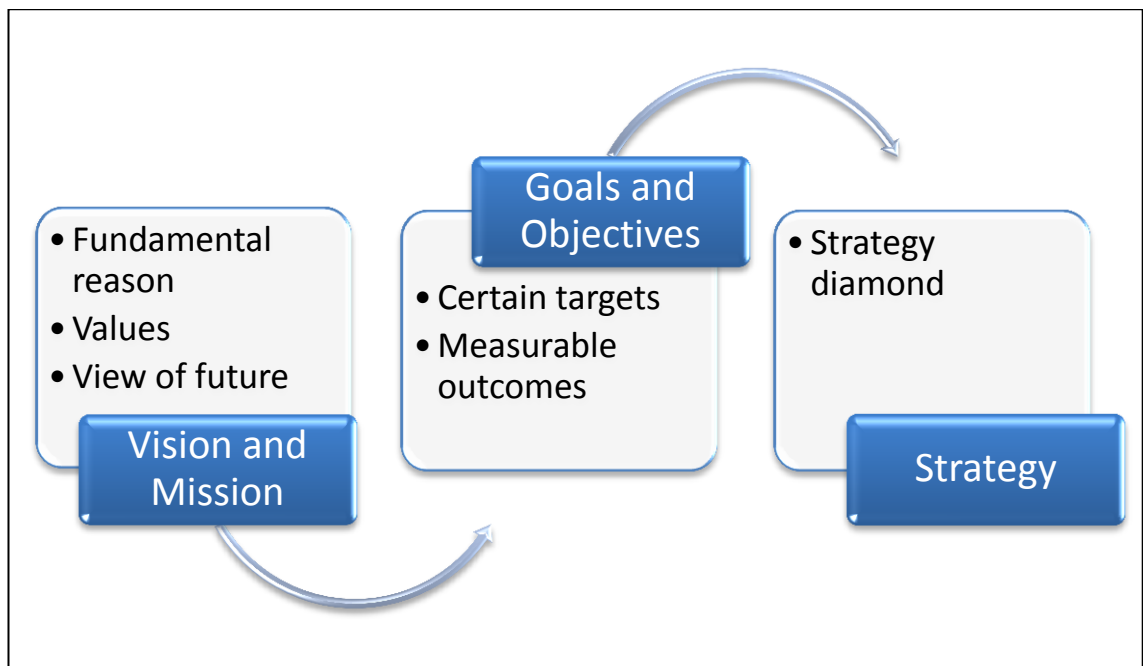 • Fundamental
reason
• Values
• View of future
Vision and
Mission
Goals and
Objectives
• Certain targets
• Measurable
outcomes
• Strategy
diamond
Strategy